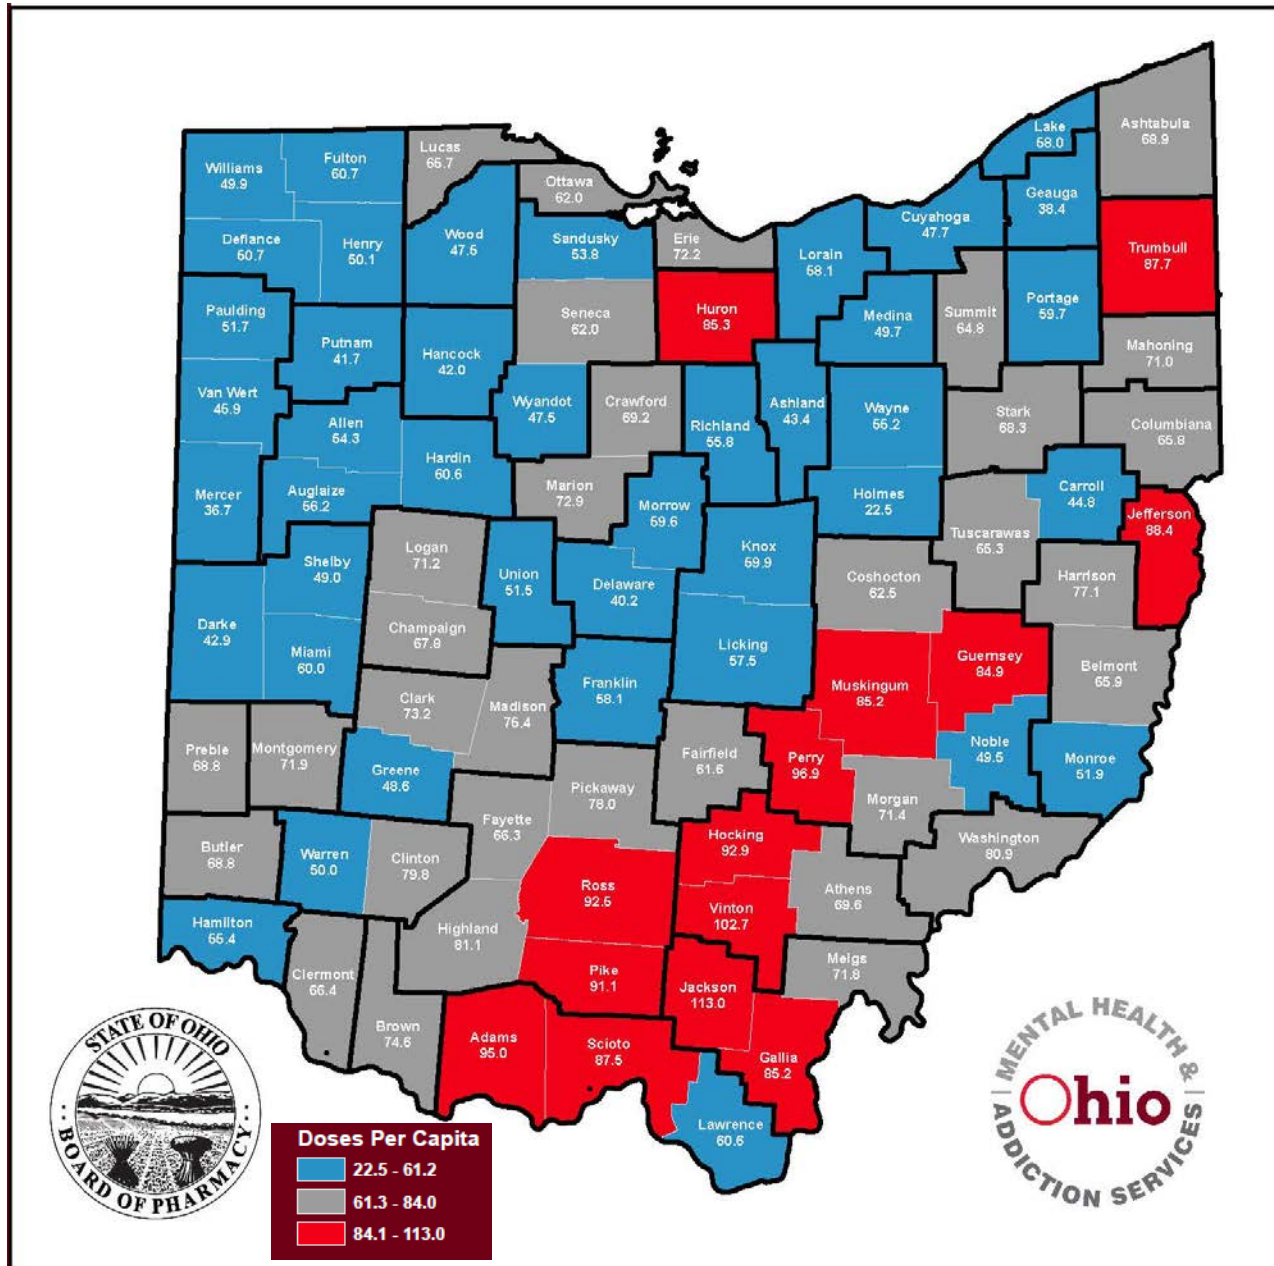 Ashtabula
68.9
Lake
58.0
Lucas
65.7
Fulton
60.7
Williams
49.9
Ottawa
62.0
Geauga
38.4
Cuyahoga
47.7
Wood
47.5
Sandusky
53.8
Erie
72.2
Defiance
50.7
Henry
50.1
Lorain
58.1
Trumbull
87.7
Paulding
51.7
Seneca
62.0
Huron
85.3
Medina
49.7
Summit
64.8
Portage
59.7
Putnam
41.7
Hancock
42.0
Mahoning
71.0
Van Wert
45.9
Wyandot
47.5
Crawford
69.2
Richland
55.8
Ashland
43.4
Wayne
55.2
Stark
68.3
Columbiana
65.8
Allen
54.3
Hardin
60.6
Mercer
36.7
Auglaize
56.2
Marion
72.9
Morrow
59.6
Holmes
22.5
Carroll
44.8
Jefferson
88.4
Tuscarawas
65.3
Logan
71.2
Shelby
49.0
Union
51.5
Delaware
40.2
Knox
59.9
Coshocton
62.5
Harrison
77.1
Darke
42.9
Miami
60.0
Champaign
67.8
Licking
57.5
Guernsey
84.9
Belmont
65.9
Clark
73.2
Madison
76.4
Franklin
58.1
Muskingum
85.2
Preble
68.8
Montgomery
71.9
Greene
48.6
Fairfield
61.6
Perry
96.9
Noble
49.5
Monroe
51.9
Pickaway
78.0
Fayette
66.3
Morgan
71.4
Washington
80.9
Butler
68.8
Warren
50.0
Clinton
79.8
Hocking
92.9
Ross
92.5
Athens
69.6
Vinton
102.7
Hamilton
55.4
Highland
81.1
Clermont
66.4
Pike
91.1
Jackson
113.0
Meigs
71.8
Brown
74.6
Adams
95.0
Scioto
87.5
Gallia
85.2
Lawrence
60.6
STATE OF OHIO
BOARD OF PHARMACY
MENTAL HEALTH &
Ohio
ADDICTION SERVICES
Doses Per Capita
22.5 - 61.2
61.3 - 84.0
84.1 - 113.0